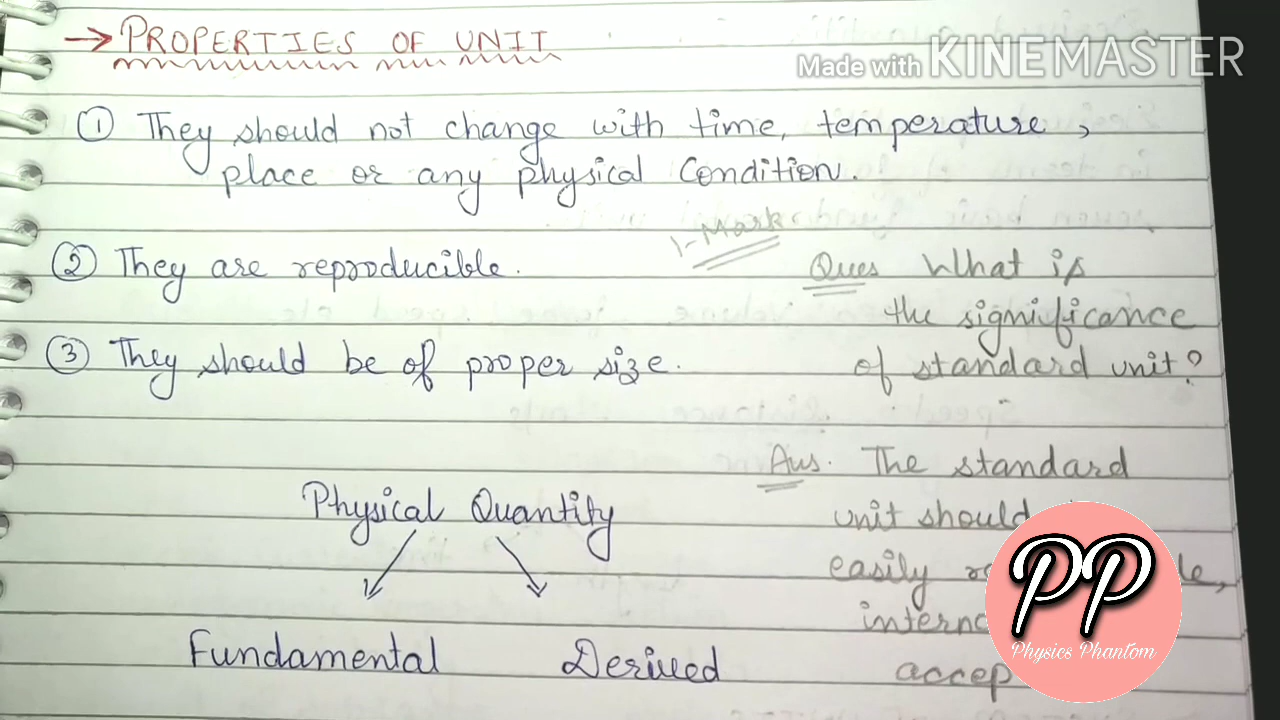 → PROPERTIES OF UNIT
Made with KINEMASTER
① They should not change with time, temperature,
place or any physical Condition.
1-Mark
② They are reproducible.
③ They should be of proper size.
Ques What is
the significance
of standard unit?
Ans. The standard
unit should
easily
Physical Quantity
Fundamental Derived
PP
Physics Phantom